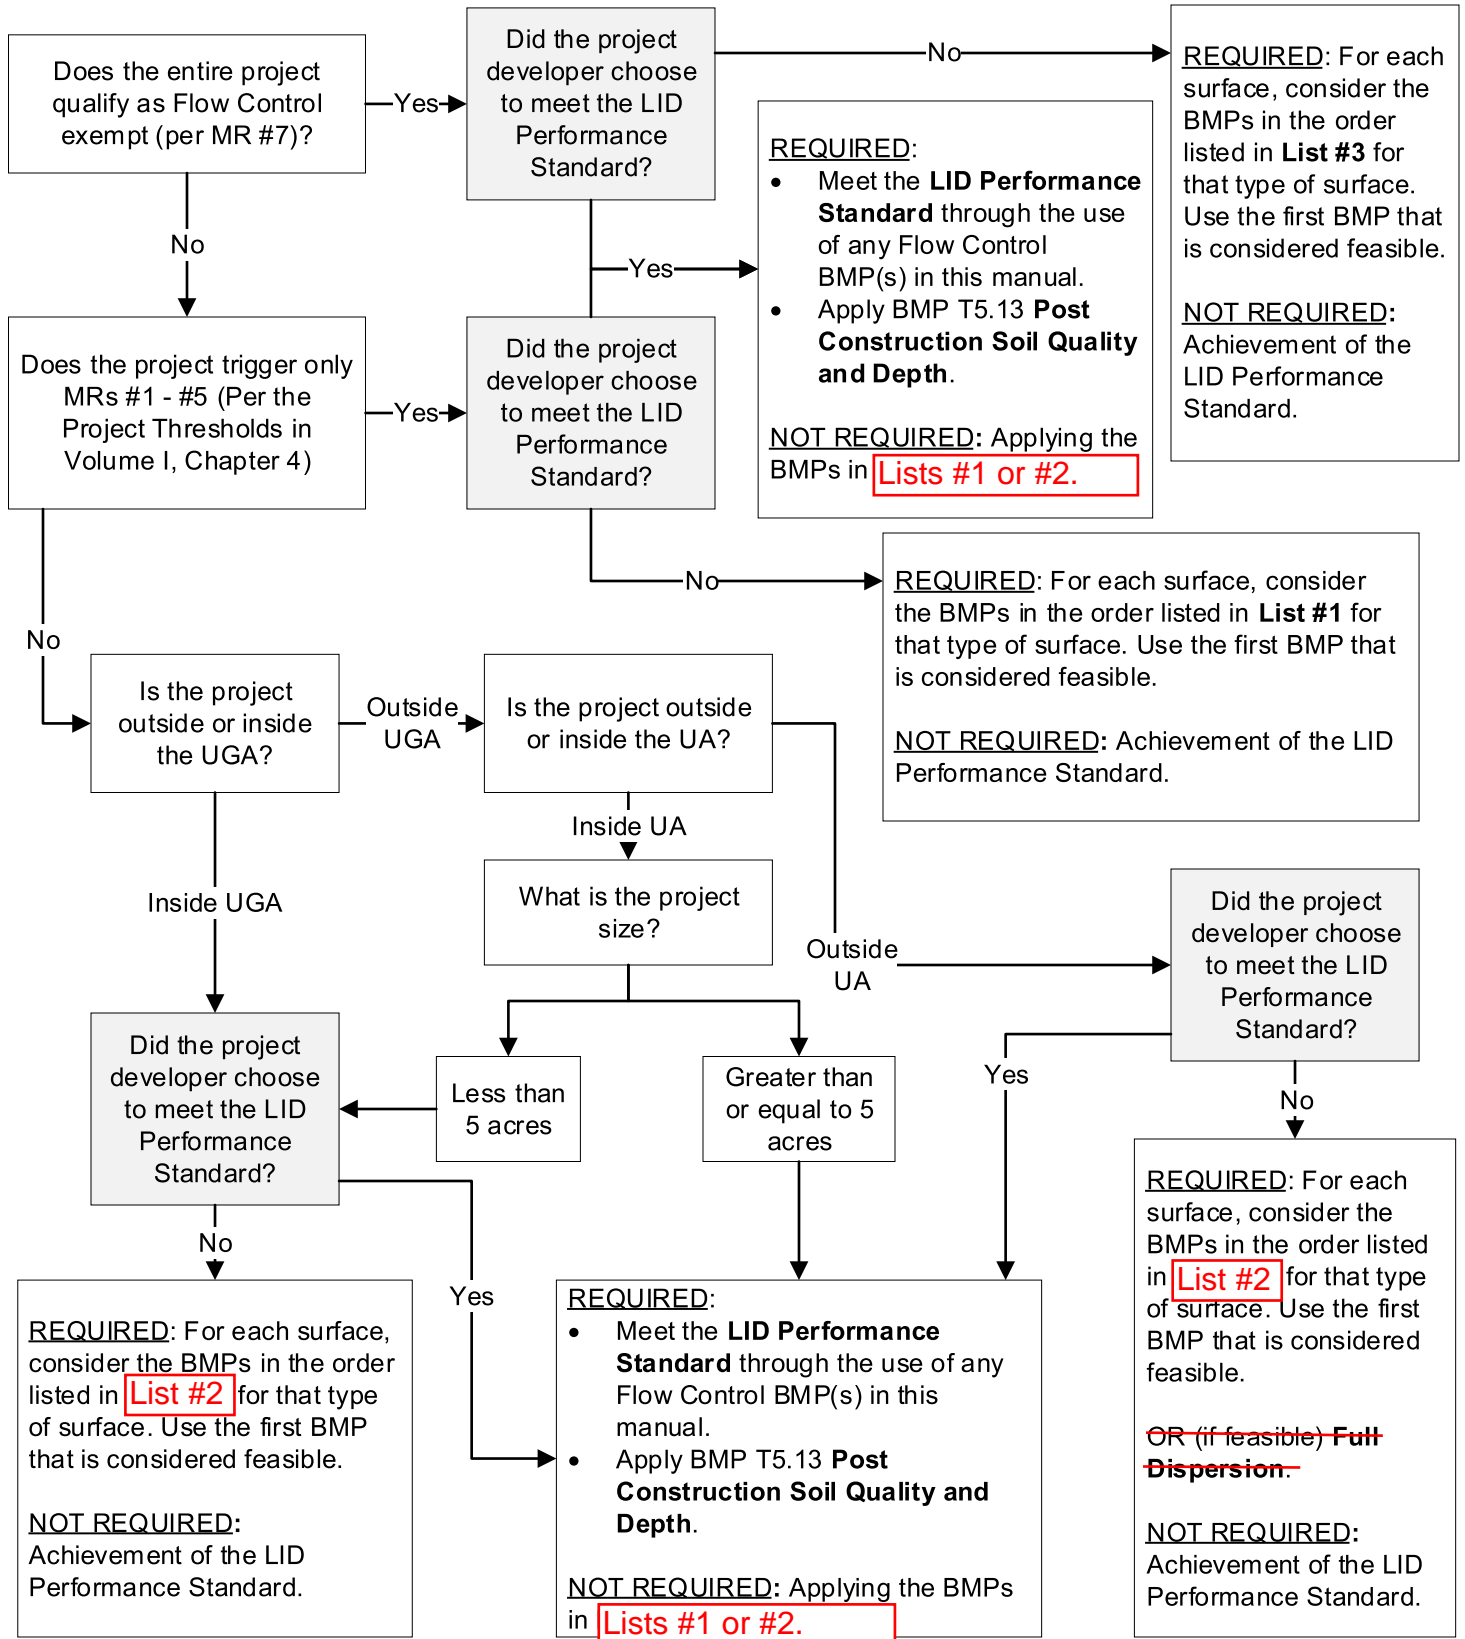 Does the entire project
qualify as Flow Control
exempt (per MR #7)?
Yes
Did the project
developer choose
to meet the LID
Performance
Standard?
No
REQUIRED: For each
surface, consider the
BMPs in the order
listed in List #3 for
that type of surface.
Use the first BMP that
is considered feasible.
NOT REQUIRED:
Achievement of the
LID Performance
Standard.
No
Yes
REQUIRED:
• Meet the LID Performance
Standard through the use
of any Flow Control
BMP(s) in this manual.
• Apply BMP T5.13 Post
Construction Soil Quality
and Depth.
NOT REQUIRED: Applying the
BMPs in Lists #1 or #2.
Does the project trigger only
MRs #1 - #5 (Per the
Project Thresholds in
Volume I, Chapter 4)
Yes
Did the project
developer choose
to meet the LID
Performance
Standard?
No
REQUIRED: For each surface, consider
the BMPs in the order listed in List #1 for
that type of surface. Use the first BMP that
is considered feasible.
NOT REQUIRED: Achievement of the LID
Performance Standard.
No
Is the project
outside or inside
the UGA?
Outside
UGA
Is the project outside
or inside the UA?
Inside UA
What is the project
size?
Inside UGA
Outside
UA
Did the project
developer choose
to meet the LID
Performance
Standard?
Did the project
developer choose
to meet the LID
Performance
Standard?
Less than
5 acres
Greater than
or equal to 5
acres
Yes
No
No
Yes
REQUIRED: For each surface,
consider the BMPs in the order
listed in List #2 for that type
of surface. Use the first BMP
that is considered feasible.
NOT REQUIRED:
Achievement of the LID
Performance Standard.
REQUIRED:
• Meet the LID Performance
Standard through the use of any
Flow Control BMP(s) in this
manual.
• Apply BMP T5.13 Post
Construction Soil Quality and
Depth.
NOT REQUIRED: Applying the BMPs
in Lists #1 or #2.
REQUIRED: For each
surface, consider the
BMPs in the order listed
in List #2 for that type
of surface. Use the first
BMP that is considered
feasible.
OR (if feasible) Full
Dispersion.
NOT REQUIRED:
Achievement of the LID
Performance Standard.